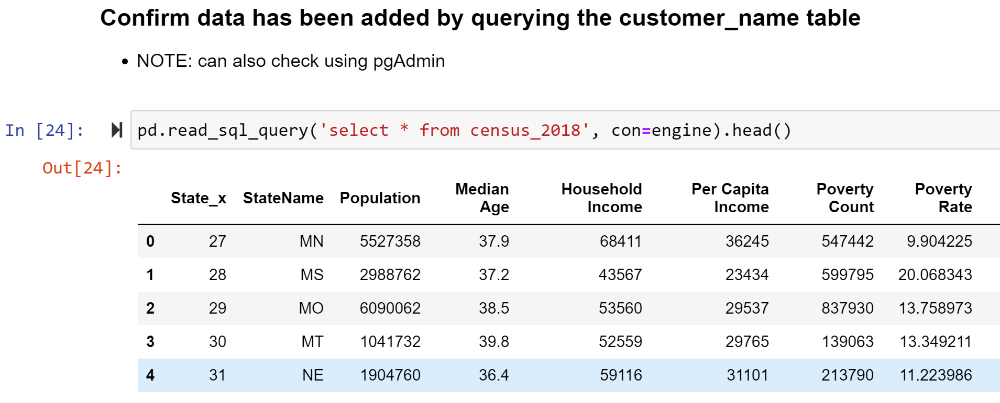 Confirm data has been added by querying the customer_name table
• NOTE: can also check using pgAdmin
In [24]: pd.read_sql_query('select * from census_2018', con=engine).head()
Out[24]:
State_x StateName Population Median Age Household Income Per Capita Income Poverty Count Poverty Rate
0 27 MN 5527358 37.9 68411 36245 547442 9.904225
1 28 MS 2988762 37.2 43567 23434 599795 20.068343
2 29 MO 6090062 38.5 53560 29537 837930 13.758973
3 30 MT 1041732 39.8 52559 29765 139063 13.349211
4 31 NE 1904760 36.4 59116 31101 213790 11.223986